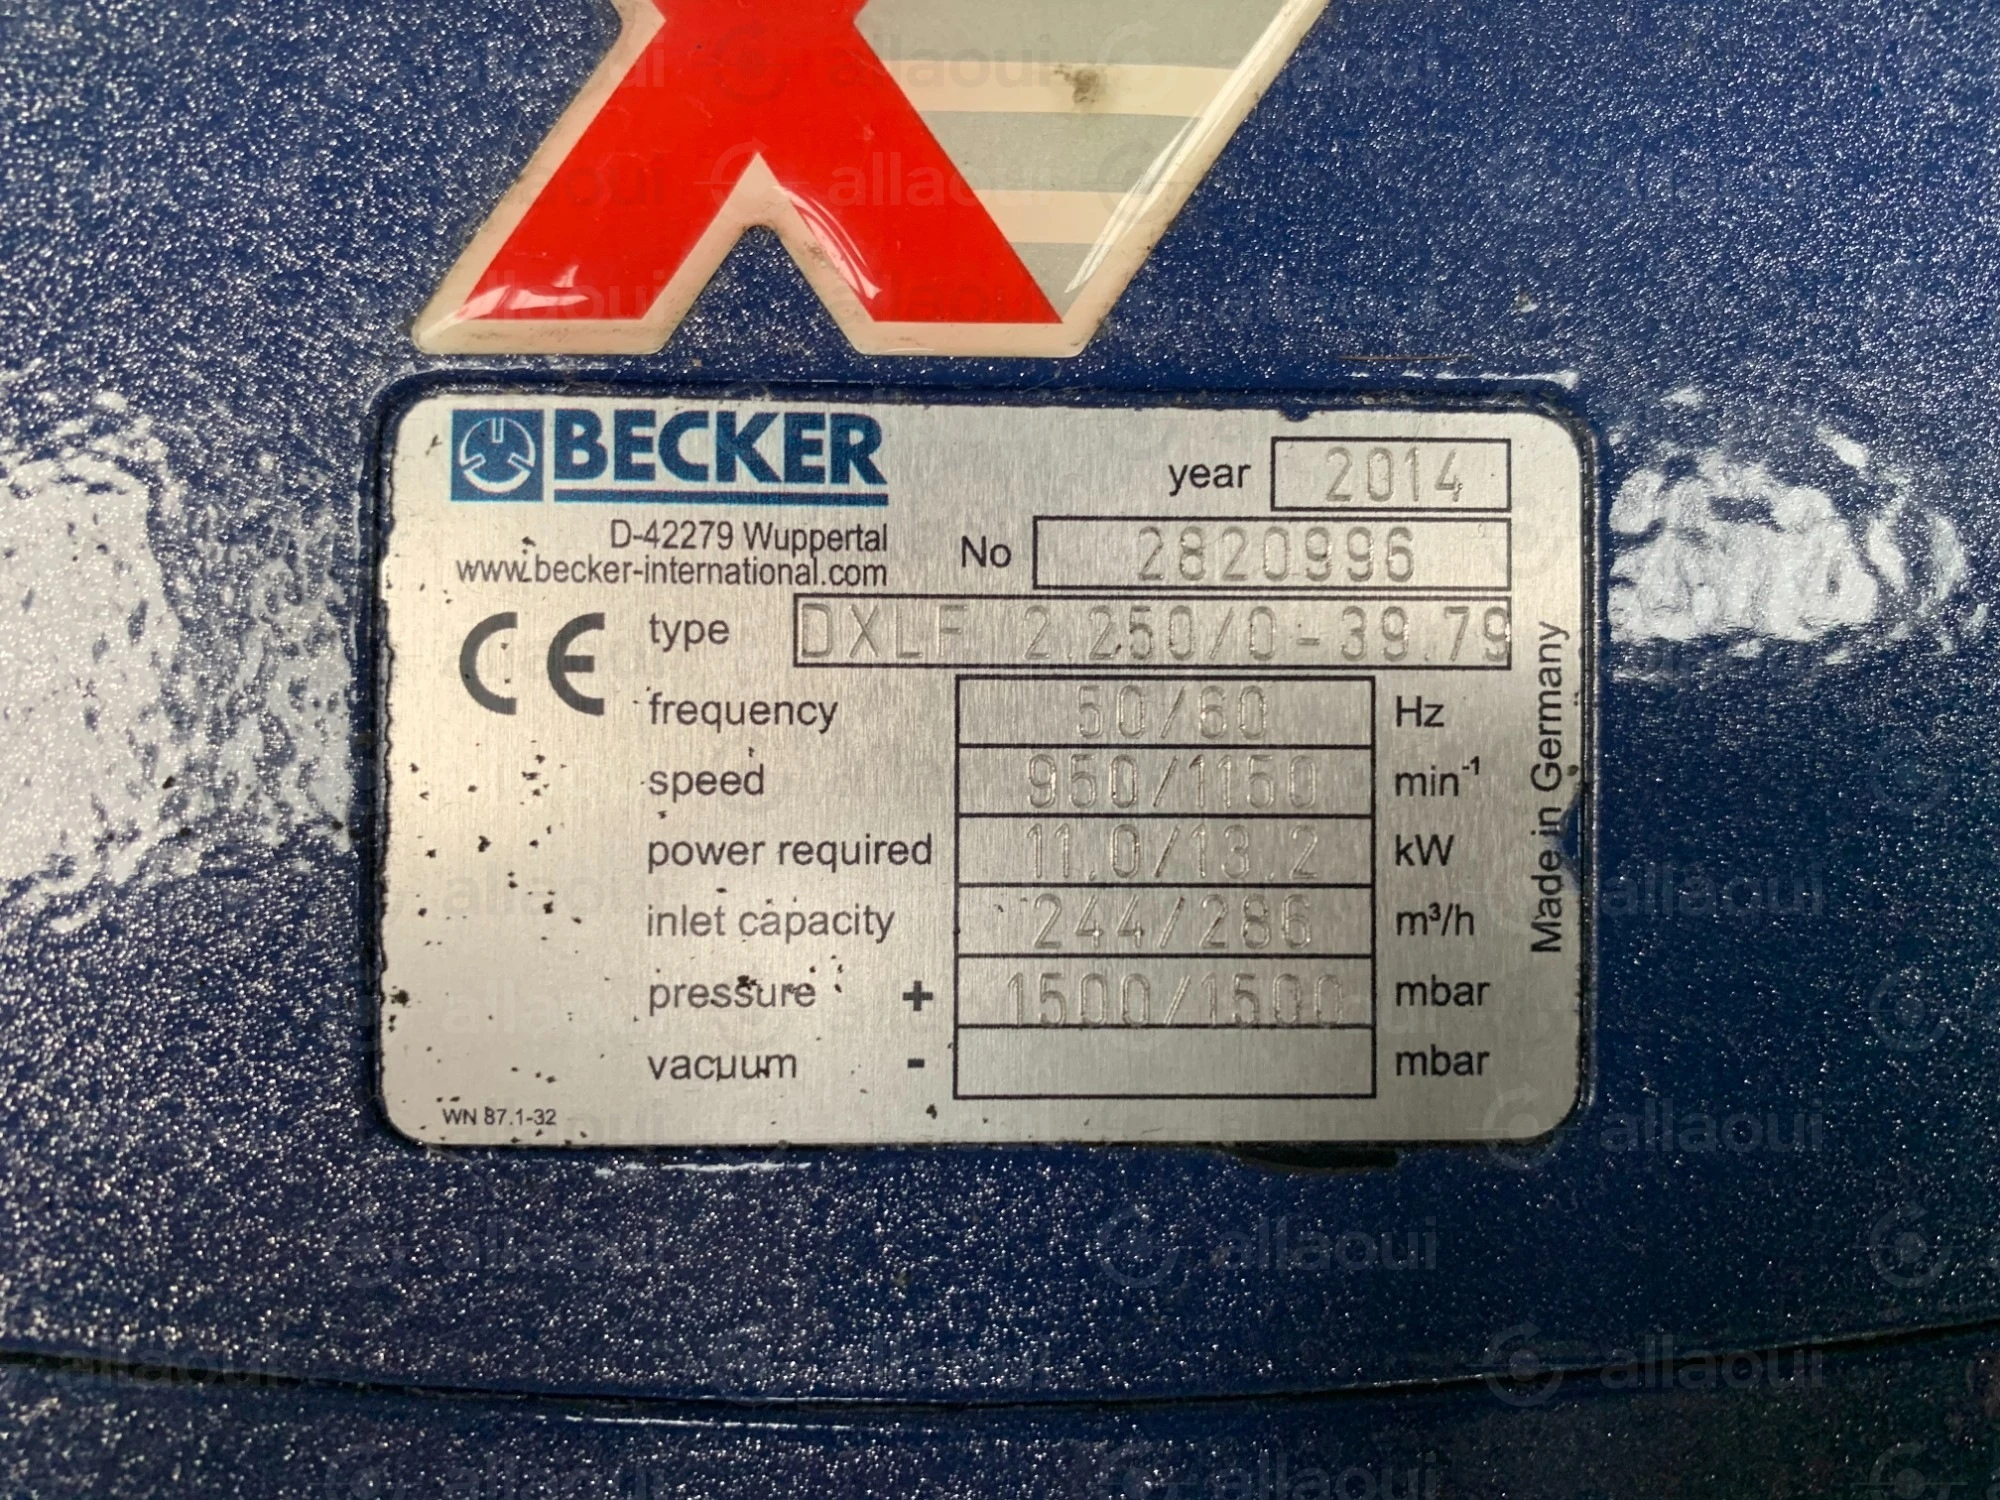 X
BECKER
D-42279 Wuppertal
www.becker-international.com
year 2014
No 2820996
CE
type DXLF 2.250/0-39.79
frequency 50/60 Hz
speed 950/1150 min⁻¹
power required 11.0/13.2 kW
inlet capacity 244/286 m³/h
pressure + 1500/1500 mbar
vacuum - mbar
WN 87.1-32
Made in Germany
allaoui